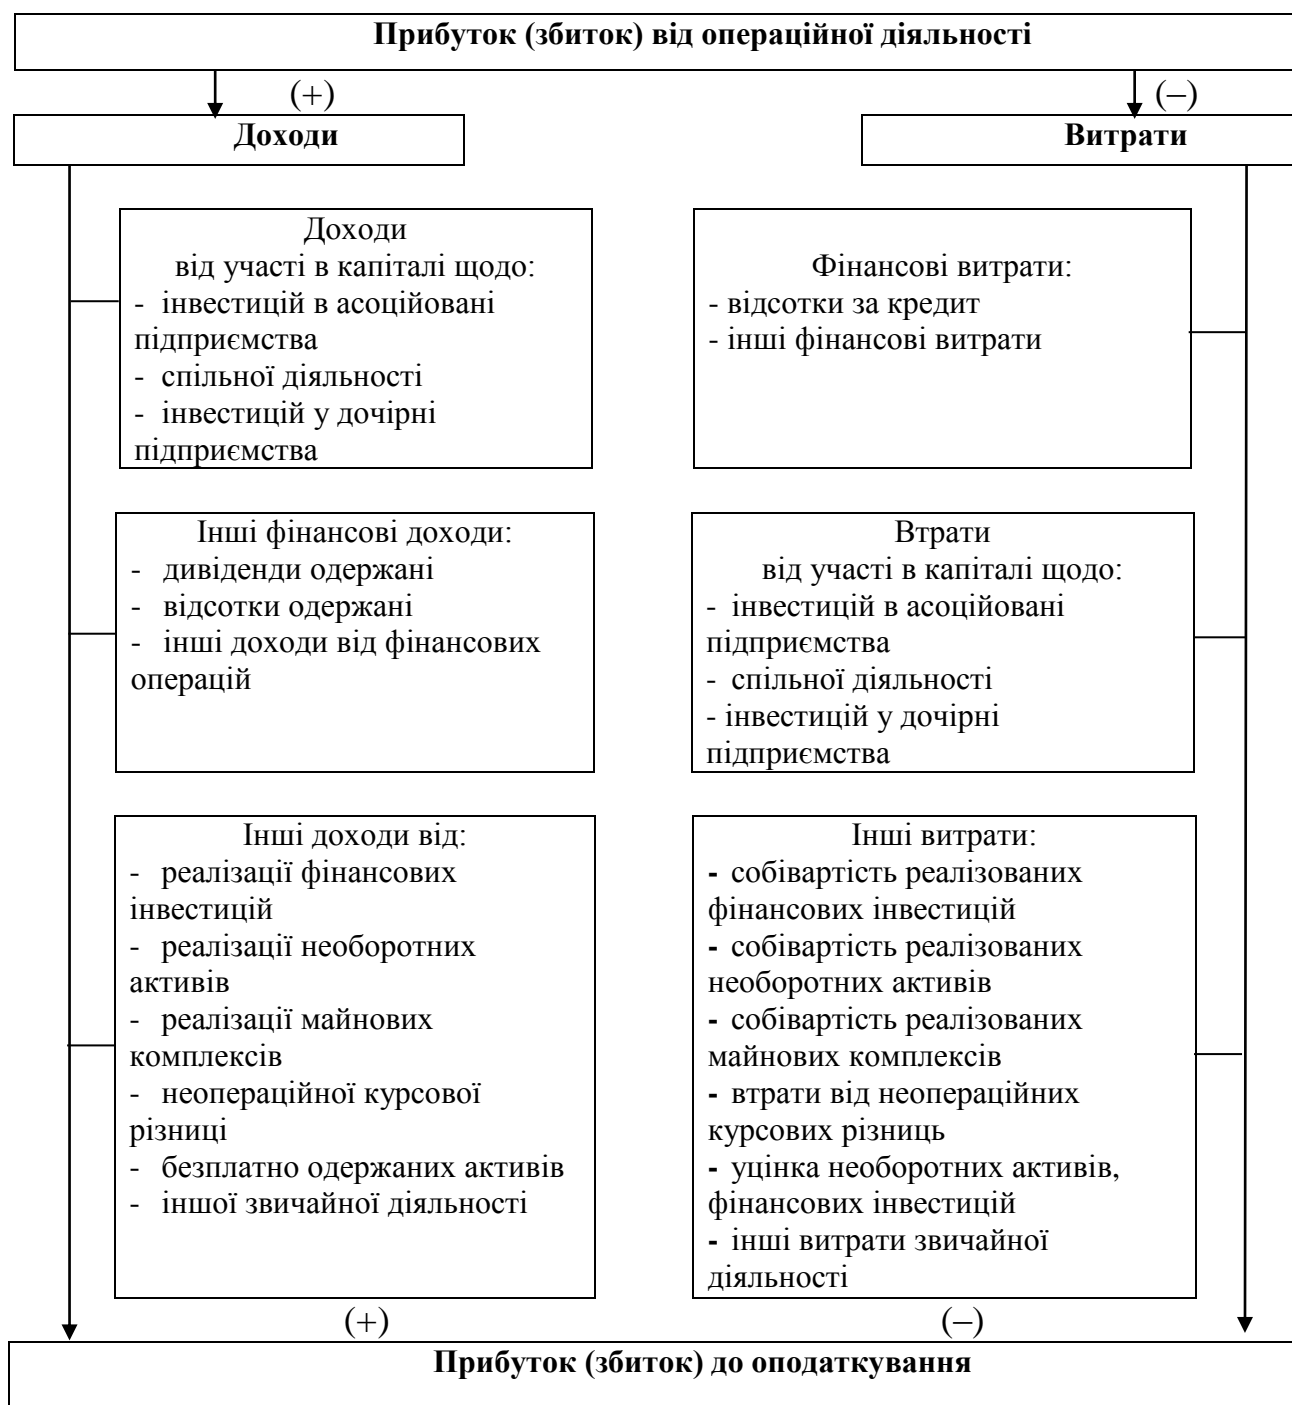 Прибуток (збиток) від операційної діяльності
(+)
(–)
Доходи
Витрати
Доходи
від участі в капіталі щодо:
- інвестицій в асоційовані
підприємства
- спільної діяльності
- інвестицій у дочірні
підприємства
Фінансові витрати:
- відсотки за кредит
- інші фінансові витрати
Інші фінансові доходи:
- дивіденди одержані
- відсотки одержані
- інші доходи від фінансових
операцій
Втрати
від участі в капіталі щодо:
- інвестицій в асоційовані
підприємства
- спільної діяльності
- інвестицій у дочірні
підприємства
Інші доходи від:
- реалізації фінансових
інвестицій
- реалізації необоротних
активів
- реалізації майнових
комплексів
- неопераційної курсової
різниці
- безплатно одержаних активів
- іншої звичайної діяльності
Інші витрати:
- собівартість реалізованих
фінансових інвестицій
- собівартість реалізованих
необоротних активів
- собівартість реалізованих
майнових комплексів
- втрати від неопераційних
курсових різниць
- уцінка необоротних активів,
фінансових інвестицій
- інші витрати звичайної
діяльності
(+)
(–)
Прибуток (збиток) до оподаткування